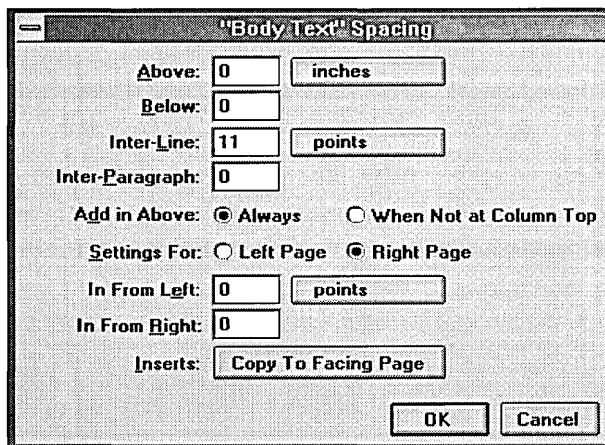 "Body Text" Spacing
Above: 0 inches
Below: 0
Inter-Line: 11 points
Inter-Paragraph: 0
Add in Above: Always When Not at Column Top
Settings For: Left Page Right Page
In From Left: 0 points
In From Right: 0
Inserts: Copy To Facing Page
OK Cancel